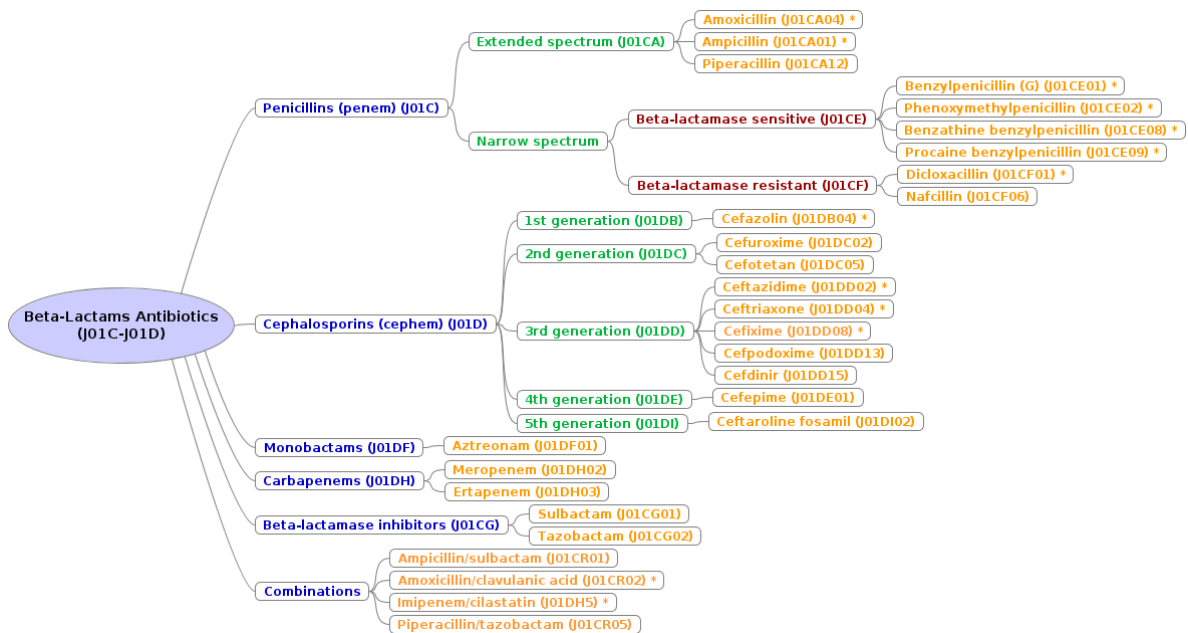 Beta-Lactams Antibiotics
(J01C-J01D)
Penicillins (penem) (J01C)
Extended spectrum (J01CA)
Amoxicillin (J01CA04) *
Ampicillin (J01CA01) *
Piperacillin (J01CA12)
Narrow spectrum
Beta-lactamase sensitive (J01CE)
Benzylpenicillin (G) (J01CE01) *
Phenoxymethylpenicillin (J01CE02) *
Benzathine benzylpenicillin (J01CE08) *
Procaine benzylpenicillin (J01CE09) *
Beta-lactamase resistant (J01CF)
Dicloxacillin (J01CF01) *
Nafcillin (J01CF06)
Cephalosporins (cephem) (J01D)
1st generation (J01DB)
Cefazolin (J01DB04) *
2nd generation (J01DC)
Cefuroxime (J01DC02)
Cefotetan (J01DC05)
3rd generation (J01DD)
Ceftazidime (J01DD02) *
Ceftriaxone (J01DD04) *
Cefixime (J01DD08) *
Cefpodoxime (J01DD13)
Cefdinir (J01DD15)
4th generation (J01DE)
Cefepime (J01DE01)
5th generation (J01DI)
Ceftaroline fosamil (J01DI02)
Monobactams (J01DF)
Aztreonam (J01DF01)
Carbapenems (J01DH)
Meropenem (J01DH02)
Ertapenem (J01DH03)
Beta-lactamase inhibitors (J01CG)
Sulbactam (J01CG01)
Tazobactam (J01CG02)
Combinations
Ampicillin/sulbactam (J01CR01)
Amoxicillin/clavulanic acid (J01CR02) *
Imipenem/cilastatin (J01DH5) *
Piperacillin/tazobactam (J01CR05)